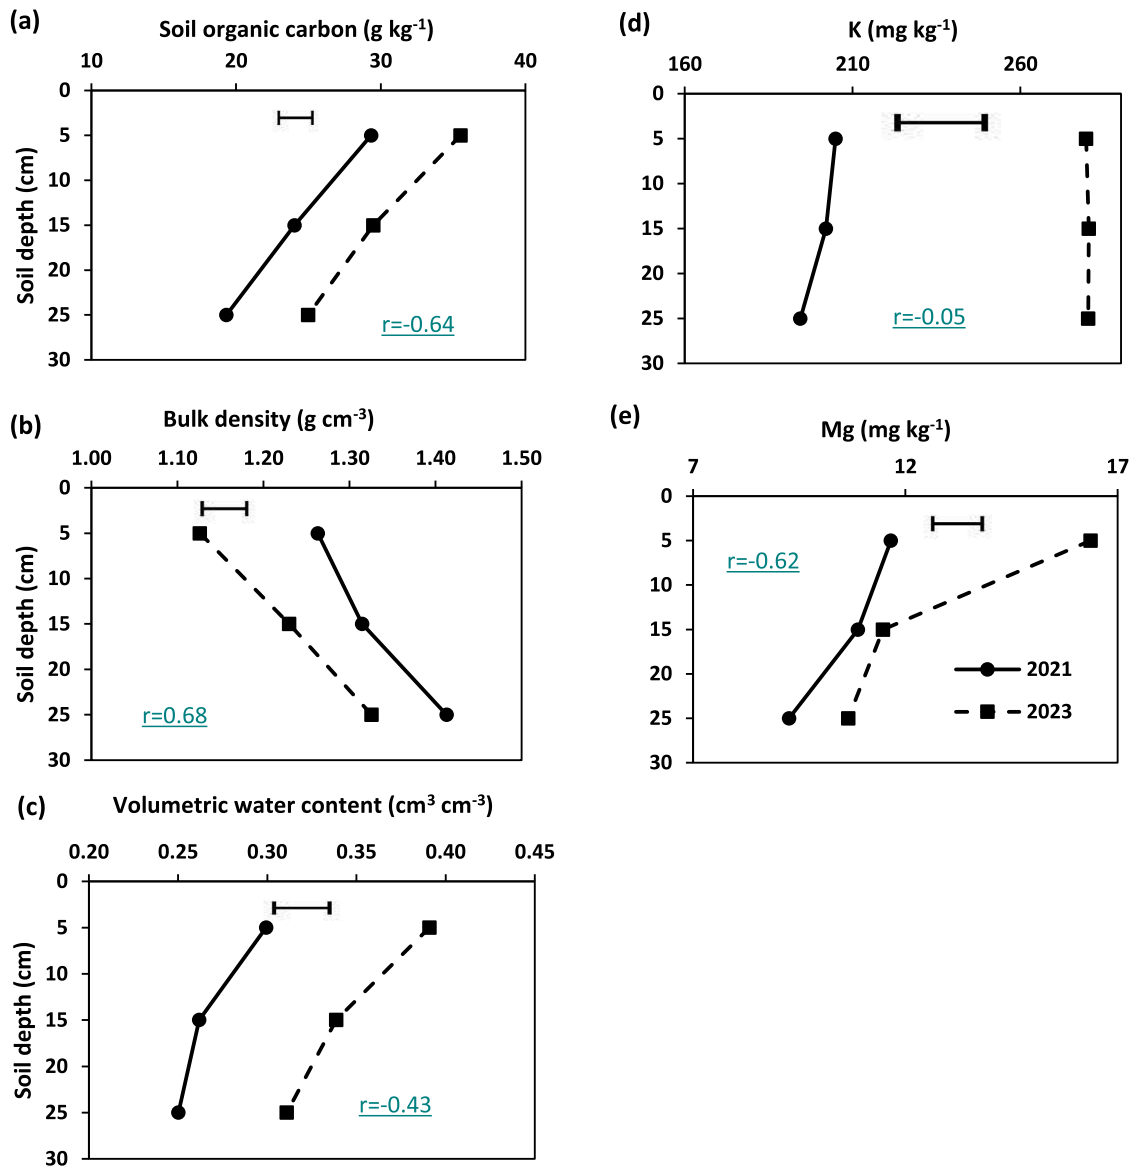 (a)
Soil organic carbon (g kg-1)
10 20 30 40
0
5
10
15
20
25
30
Soil depth (cm)
r=-0.64
(d)
K (mg kg-1)
160 210 260
0
5
10
15
20
25
30
r=-0.05
(b)
Bulk density (g cm-3)
1.00 1.10 1.20 1.30 1.40 1.50
0
5
10
15
20
25
30
Soil depth (cm)
r=0.68
(e)
Mg (mg kg-1)
7 12 17
0
5
10
15
20
25
30
r=-0.62
2021
2023
(c)
Volumetric water content (cm3 cm-3)
0.20 0.25 0.30 0.35 0.40 0.45
0
5
10
15
20
25
30
Soil depth (cm)
r=-0.43